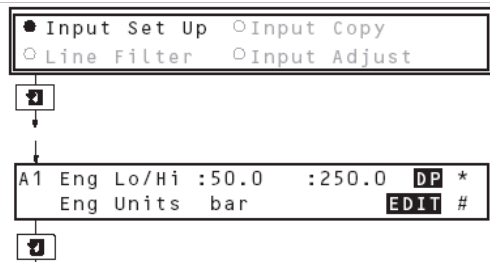 ● Input Set Up ○Input Copy
○Line Filter ○Input Adjust
A1 Eng Lo/Hi :50.0 :250.0 DP *
Eng Units bar EDIT #